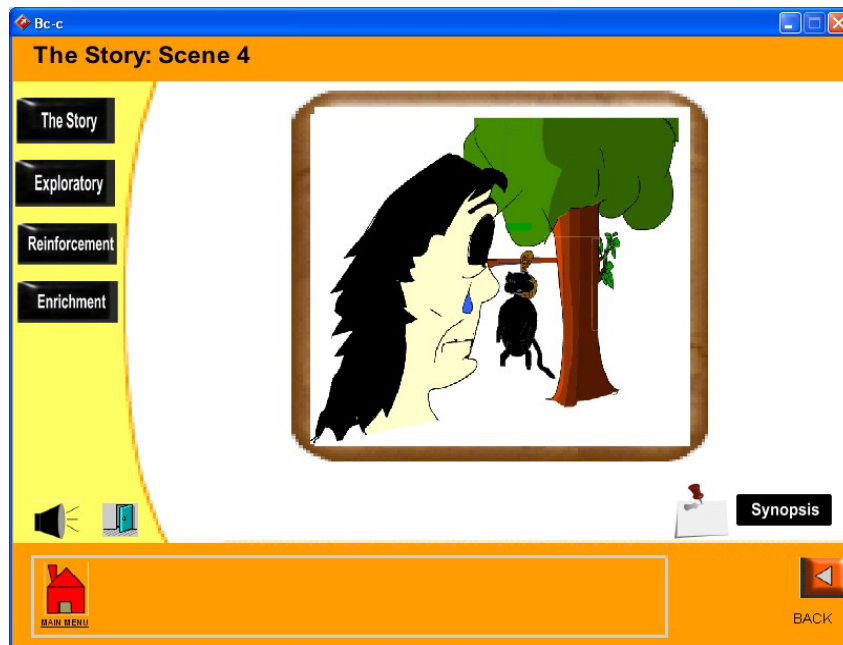 Bc-c
The Story: Scene 4
The Story
Exploratory
Reinforcement
Enrichment
Synopsis
MAIN MENU
BACK